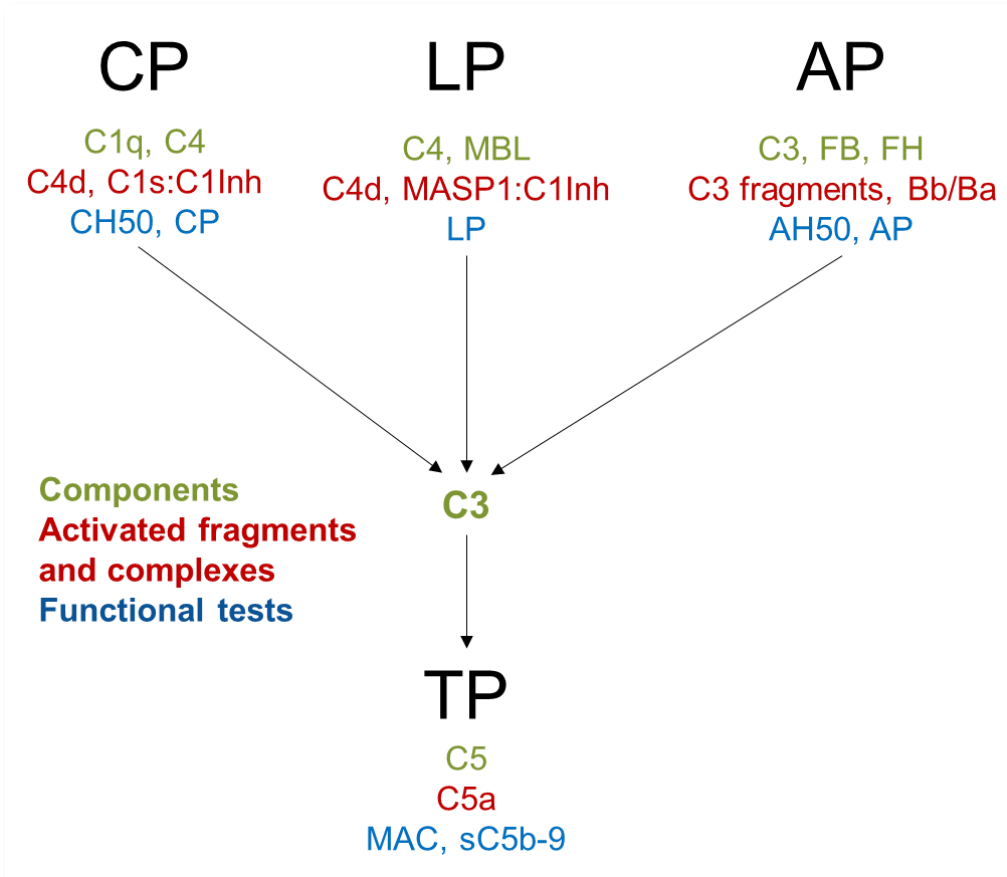 CP
C1q, C4
C4d, C1s:C1Inh
CH50, CP
LP
C4, MBL
C4d, MASP1:C1Inh
LP
AP
C3, FB, FH
C3 fragments, Bb/Ba
AH50, AP
Components
Activated fragments
and complexes
Functional tests
C3
TP
C5
C5a
MAC, sC5b-9